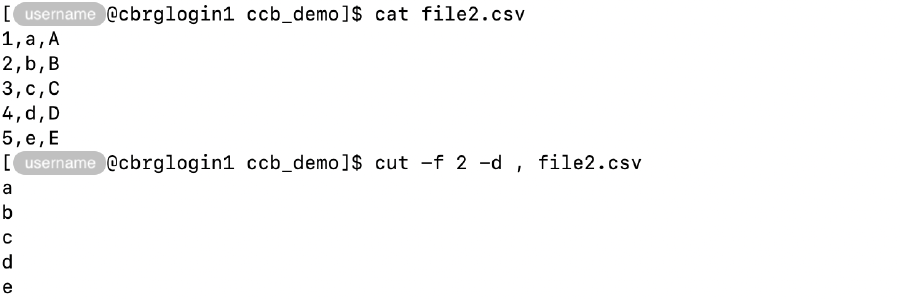 [username@cbrglogin1 ccb_demo]$ cat file2.csv
1,a,A
2,b,B
3,c,C
4,d,D
5,e,E
[username@cbrglogin1 ccb_demo]$ cut -f 2 -d , file2.csv
a
b
c
d
e